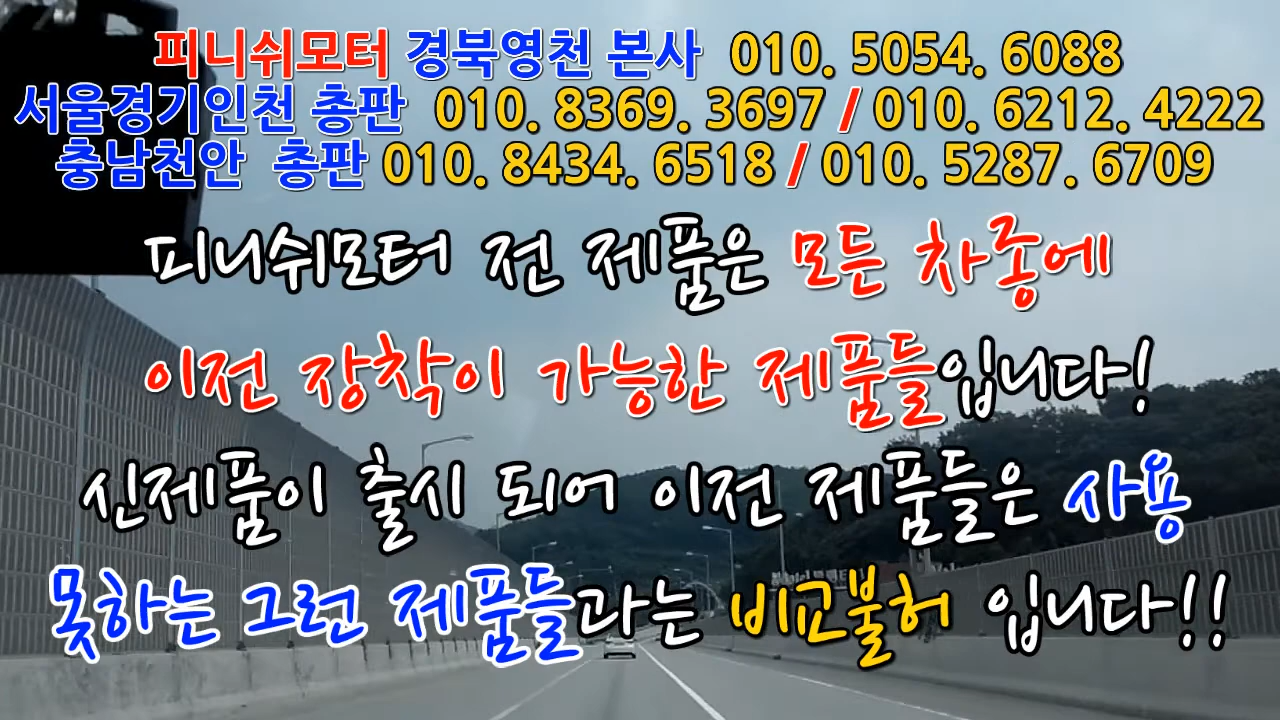 피니쉬모터 경북영천 본사 010. 5054. 6088
서울경기인천 총판 010. 8369. 3697 / 010. 6212. 4222
충남천안 총판 010. 8434. 6518 / 010. 5287. 6709
피니쉬모터 전 제품은 모든 차종에
이전 장착이 가능한 제품들입니다!
신제품이 출시 되어 이전 제품들은 사용
못하는 그런 제품들과는 비교불허 입니다!!